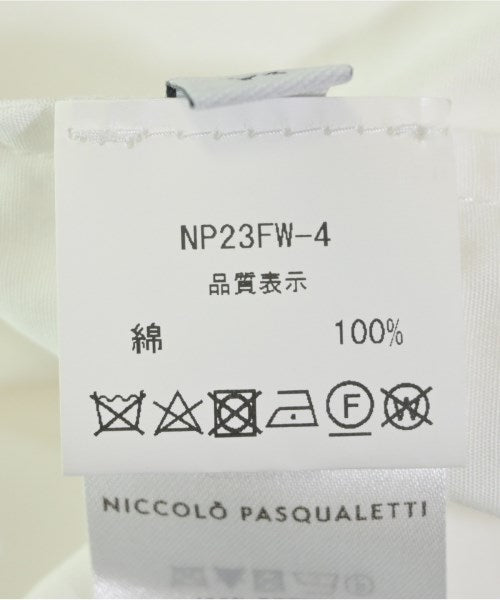 NP23FW-4
品質表示
綿 100%
F W
NICCOLÒ PASQUALETTI